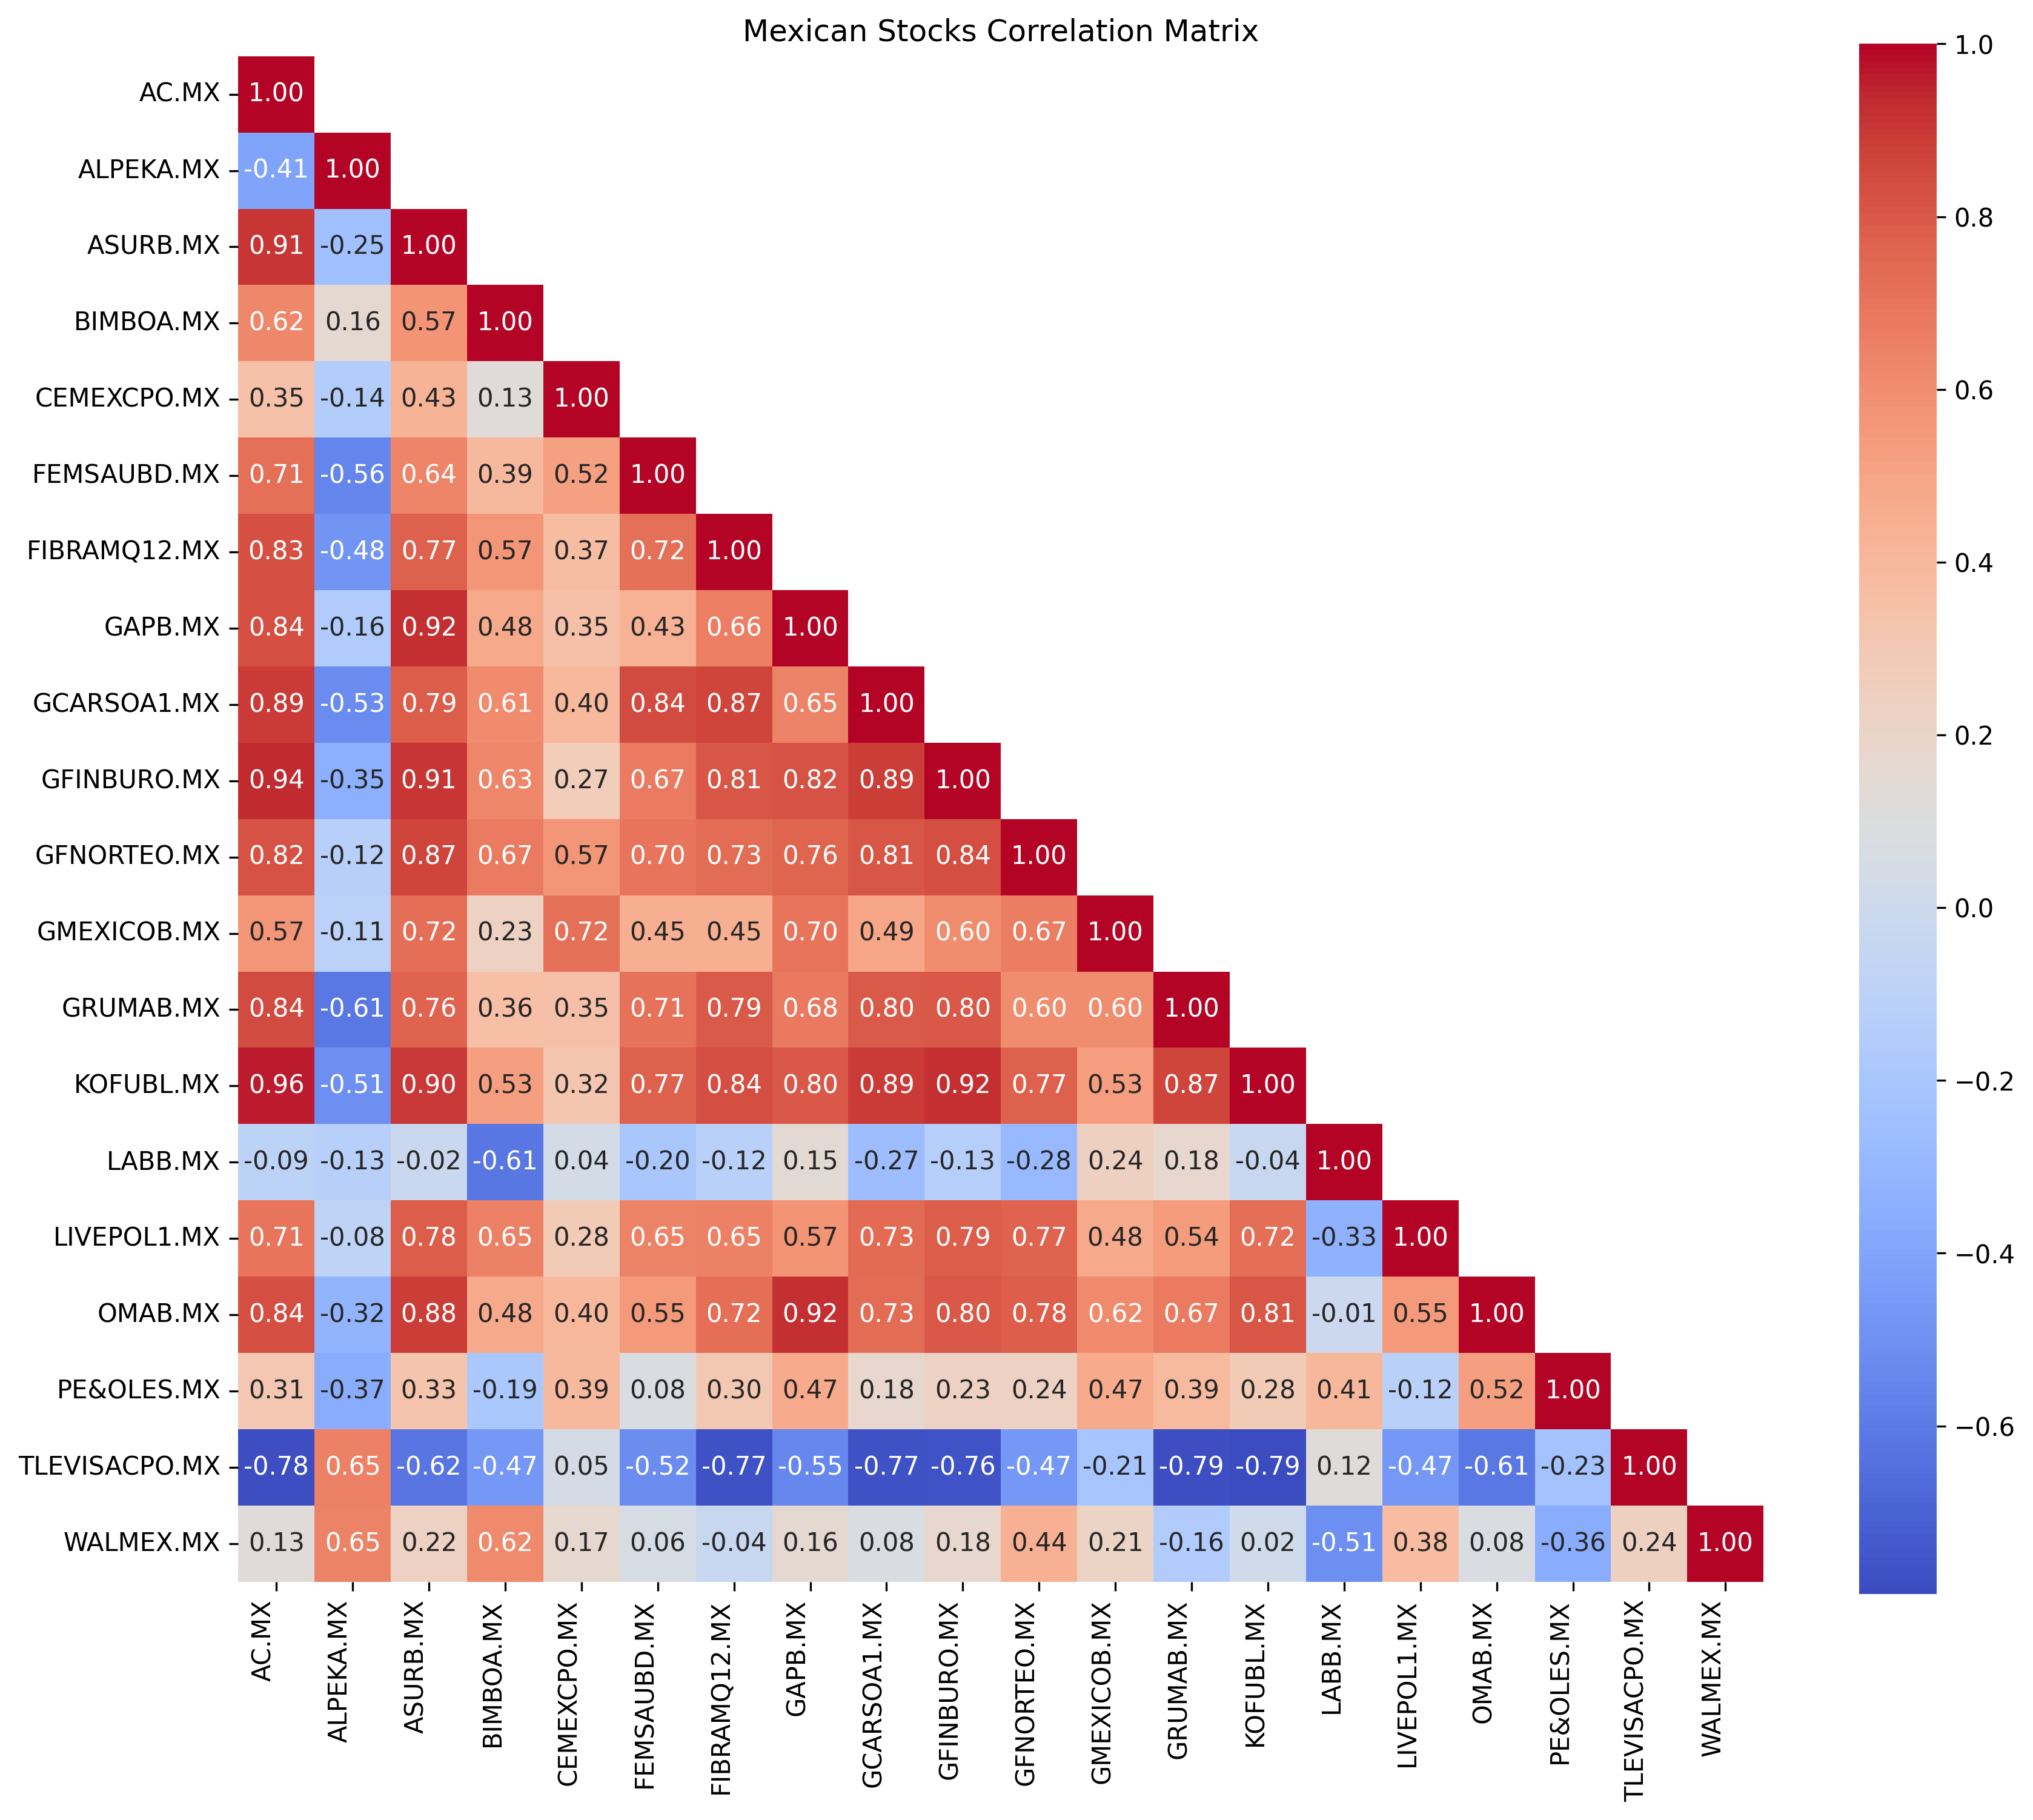 Mexican Stocks Correlation Matrix
1.0
AC.MX 1.00
ALPEKA.MX -0.41 1.00
0.8
ASURB.MX 0.91 -0.25 1.00
BIMBOA.MX 0.62 0.16 0.57 1.00
0.6
CEMEXCPO.MX 0.35 -0.14 0.43 0.13 1.00
FEMSAUBD.MX 0.71 -0.56 0.64 0.39 0.52 1.00
FIBRAMQ12.MX 0.83 -0.48 0.77 0.57 0.37 0.72 1.00
0.4
GAPB.MX 0.84 -0.16 0.92 0.48 0.35 0.43 0.66 1.00
GCARSOA1.MX 0.89 -0.53 0.79 0.61 0.40 0.84 0.87 0.65 1.00
0.2
GFINBURO.MX 0.94 -0.35 0.91 0.63 0.27 0.67 0.81 0.82 0.89 1.00
GFNORTEO.MX 0.82 -0.12 0.87 0.67 0.57 0.70 0.73 0.76 0.81 0.84 1.00
0.0
GMEXICOB.MX 0.57 -0.11 0.72 0.23 0.72 0.45 0.45 0.70 0.49 0.60 0.67 1.00
GRUMAB.MX 0.84 -0.61 0.76 0.36 0.35 0.71 0.79 0.68 0.80 0.80 0.60 0.60 1.00
KOFUBL.MX 0.96 -0.51 0.90 0.53 0.32 0.77 0.84 0.80 0.89 0.92 0.77 0.53 0.87 1.00
−0.2
LABB.MX -0.09 -0.13 -0.02 -0.61 0.04 -0.20 -0.12 0.15 -0.27 -0.13 -0.28 0.24 0.18 -0.04 1.00
LIVEPOL1.MX 0.71 -0.08 0.78 0.65 0.28 0.65 0.65 0.57 0.73 0.79 0.77 0.48 0.54 0.72 -0.33 1.00
−0.4
OMAB.MX 0.84 -0.32 0.88 0.48 0.40 0.55 0.72 0.92 0.73 0.80 0.78 0.62 0.67 0.81 -0.01 0.55 1.00
PE&OLES.MX 0.31 -0.37 0.33 -0.19 0.39 0.08 0.30 0.47 0.18 0.23 0.24 0.47 0.39 0.28 0.41 -0.12 0.52 1.00
−0.6
TLEVISACPO.MX -0.78 0.65 -0.62 -0.47 0.05 -0.52 -0.77 -0.55 -0.77 -0.76 -0.47 -0.21 -0.79 -0.79 0.12 -0.47 -0.61 -0.23 1.00
WALMEX.MX 0.13 0.65 0.22 0.62 0.17 0.06 -0.04 0.16 0.08 0.18 0.44 0.21 -0.16 0.02 -0.51 0.38 0.08 -0.36 0.24 1.00
AC.MX
ALPEKA.MX
ASURB.MX
BIMBOA.MX
CEMEXCPO.MX
FEMSAUBD.MX
FIBRAMQ12.MX
GAPB.MX
GCARSOA1.MX
GFINBURO.MX
GFNORTEO.MX
GMEXICOB.MX
GRUMAB.MX
KOFUBL.MX
LABB.MX
LIVEPOL1.MX
OMAB.MX
PE&OLES.MX
TLEVISACPO.MX
WALMEX.MX